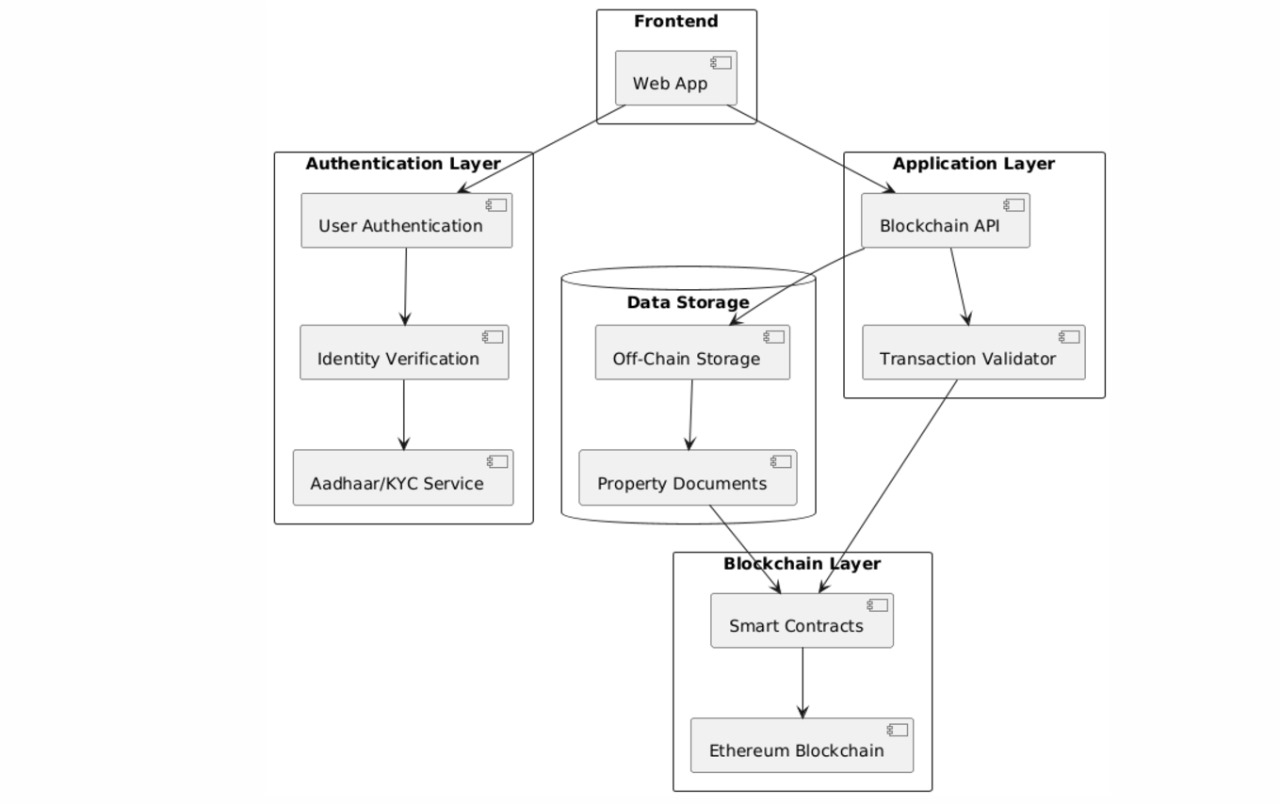 Frontend
Web App
Authentication Layer
Application Layer
User Authentication
Blockchain API
Data Storage
Identity Verification
Off-Chain Storage
Transaction Validator
Aadhaar/KYC Service
Property Documents
Blockchain Layer
Smart Contracts
Ethereum Blockchain